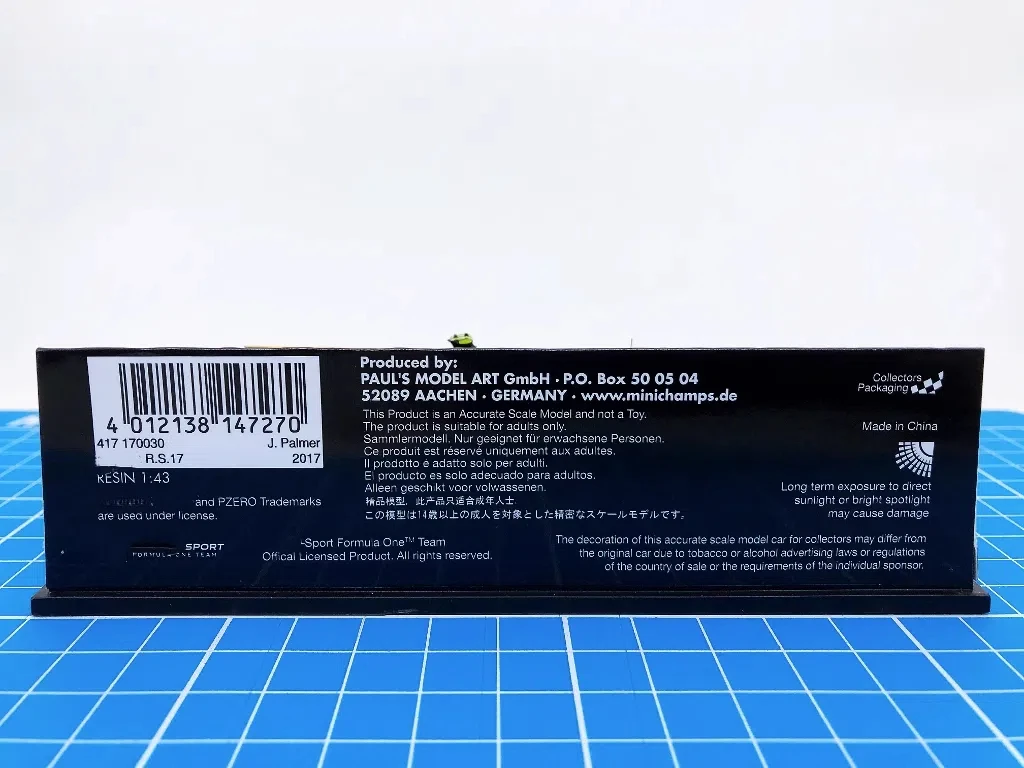 4 012138 147270
417 170030 J. Palmer
R.S.17 2017
RESIN 1:43
and PZERO Trademarks
are used under license.
SPORT
FORMULA ONE TEAM
Produced by:
PAUL'S MODEL ART GmbH · P.O. Box 50 05 04
52089 AACHEN · GERMANY · www.minichamps.de
This Product is an Accurate Scale Model and not a Toy.
The product is suitable for adults only.
Sammlermodell. Nur geeignet für erwachsene Personen.
Ce produit est réservé uniquement aux adultes.
Il prodotto è adatto solo per adulti.
El producto es solo adecuado para adultos.
Alleen geschikt voor volwassenen.
精品模型, 此产品只适合成年人士.
この模型は14歳以上の成人を対象とした精密なスケールモデルです。
-Sport Formula One™ Team
Offical Licensed Product. All rights reserved.
Collectors
Packaging
Made in China
Long term exposure to direct
sunlight or bright spotlight
may cause damage
The decoration of this accurate scale model car for collectors may differ from
the original car due to tobacco or alcohol advertising laws or regulations
of the country of sale or the requirements of the individual sponsor.